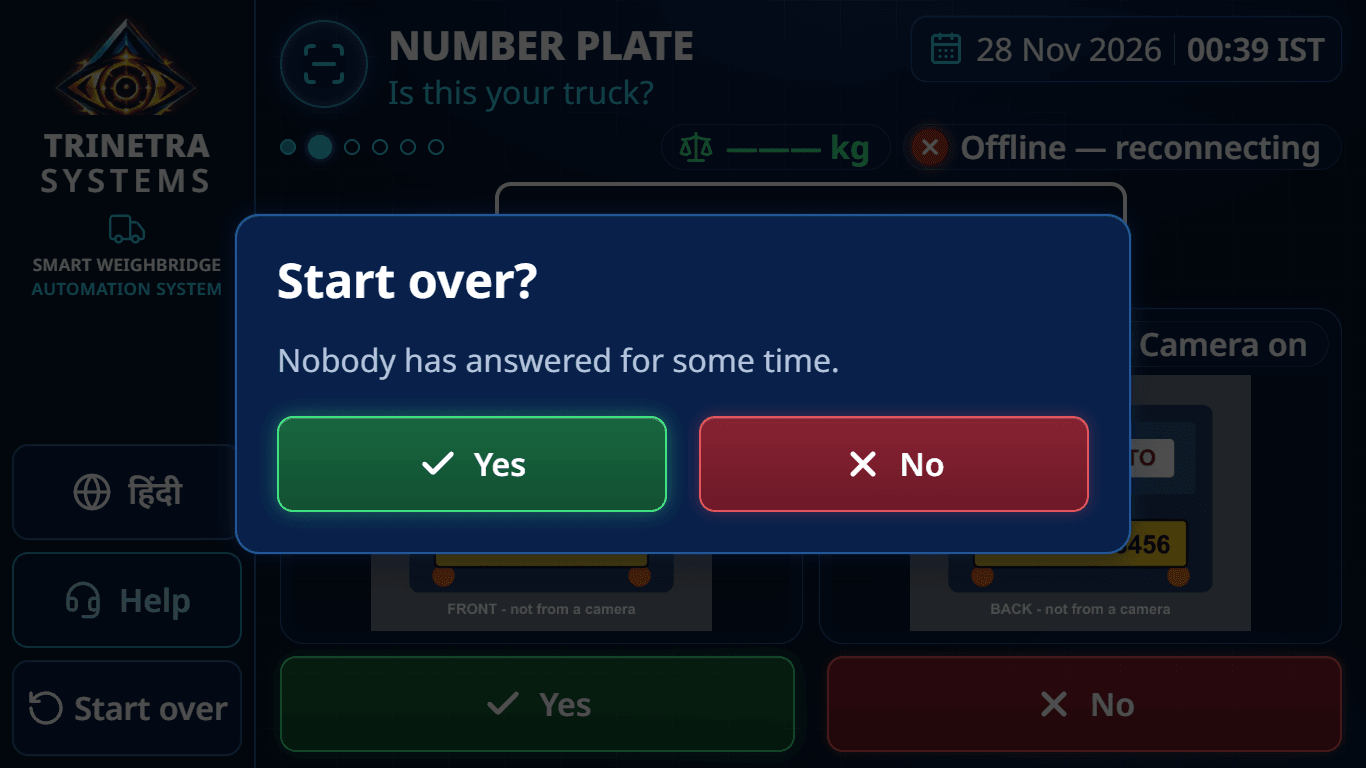 TRINETRA
SYSTEMS
SMART WEIGHBRIDGE
AUTOMATION SYSTEM
NUMBER PLATE
Is this your truck?
28 Nov 2026 00:39 IST
——— kg
Offline — reconnecting
Start over?
Nobody has answered for some time.
Yes
No
Camera on
TO
456
FRONT - not from a camera
BACK - not from a camera
हिंदी
Help
Start over
Yes
No